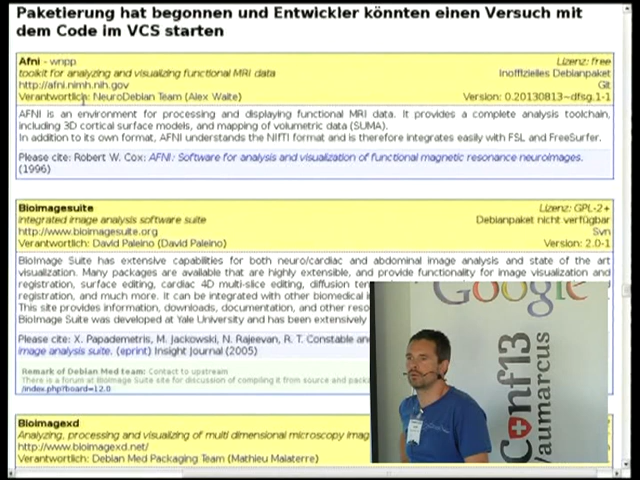 Paketierung hat begonnen und Entwickler könnten einen Versuch mit
dem Code im VCS starten
Afni - wnpp
Lizenz: free
toolkit for analyzing and visualizing functional MRI data
Inoffizielles Debianpaket
http://afni.nimh.nih.gov
Git
Verantwortlich: NeuroDebian Team (Alex Waite)
Version: 0.20130813~dfsg.1-1
AFNI is an environment for processing and displaying functional MRI data. It provides a complete analysis toolchain,
including 3D cortical surface models, and mapping of volumetric data (SUMA).
In addition to its own format, AFNI understands the NIfTI format and is therefore integrates easily with FSL and FreeSurfer.
Please cite: Robert W. Cox: AFNI: Software for analysis and visualization of functional magnetic resonance neuroimages.
(1996)
Bioimagesuite
Lizenz: GPL-2+
integrated image analysis software suite
Debianpaket nicht verfügbar
http://www.bioimagesuite.org
Svn
Verantwortlich: David Paleino (David Paleino)
Version: 2.0-1
BioImage Suite has extensive capabilities for both neuro/cardiac and abdominal image analysis and state of the art
visualization. Many packages are available that are highly extensible, and provide functionality for image visualization and
registration, surface editing, cardiac 4D multi-slice editing, diffusion
registration, and much more. It can be integrated with other biomedical
This site provides information, downloads, documentation, and other
BioImage Suite was developed at Yale University and has been extensively
Please cite: X. Papademetris, M. Jackowski, N. Rajeevan, R. T. Constable
image analysis suite. (eprint) Insight Journal (2005)
Remark of Debian Med team: Contact to upstream
There is a forum at BioImage Suite site for discussion of compiling it from source and
/index.php?board=12.0
Bioimagexd
Analyzing, processing and visualizing of multi dimensional microscopy
http://www.bioimagexd.net/
Verantwortlich: Debian Med Packaging Team (Mathieu Malaterre)
Google
Conf13
Vaumarcus